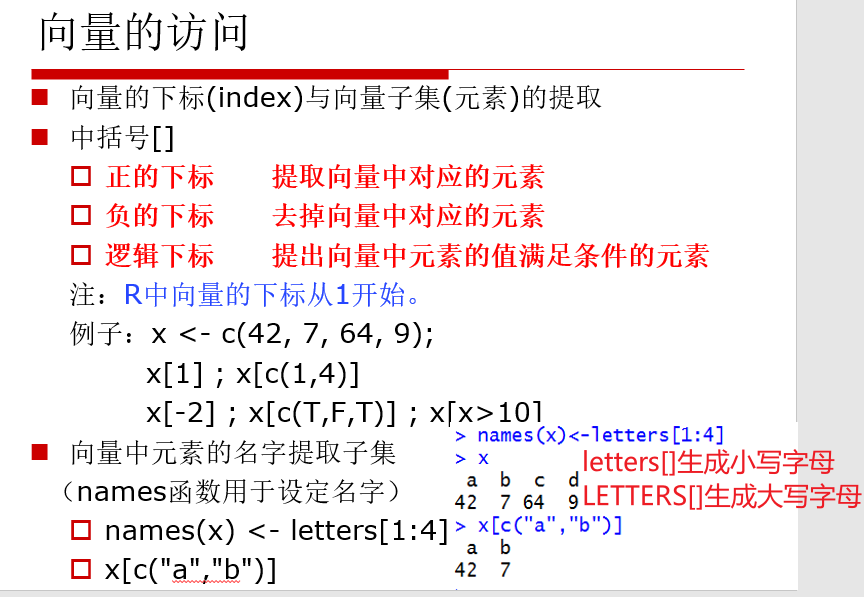 向量的访问
向量的下标(index)与向量子集(元素)的提取
中括号[]
正的下标 提取向量中对应的元素
负的下标 去掉向量中对应的元素
逻辑下标 提出向量中元素的值满足条件的元素
注：R中向量的下标从1开始。
例子：x <- c(42, 7, 64, 9);
x[1] ; x[c(1,4)]
x[-2] ; x[c(T,F,T)] ; x[x>10]
向量中元素的名字提取子集
（names函数用于设定名字）
names(x) <- letters[1:4]
x[c("a","b")]
> names(x)<-letters[1:4]
> x
a b c d
42 7 64 9
> x[c("a","b")]
a b
42 7
letters[]生成小写字母
LETTERS[]生成大写字母